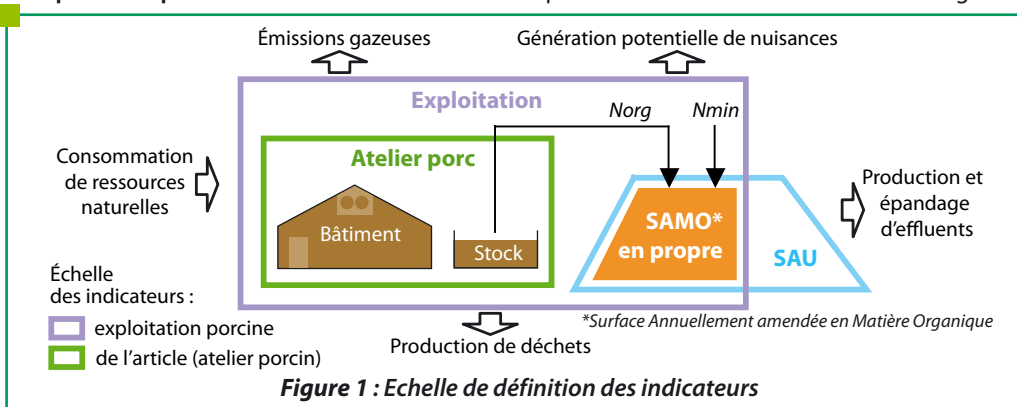 Émissions gazeuses
Génération potentielle de nuisances
Exploitation
Norg
Nmin
Atelier porc
Consommation
de ressources
naturelles
Bâtiment
Stock
SAMO*
en propre
SAU
Production et
épandage
d'effluents
Échelle
des indicateurs :
exploitation porcine
de l'article (atelier porcin)
*Surface Annuellement amendée en Matière Organique
Production de déchets
Figure 1 : Echelle de définition des indicateurs